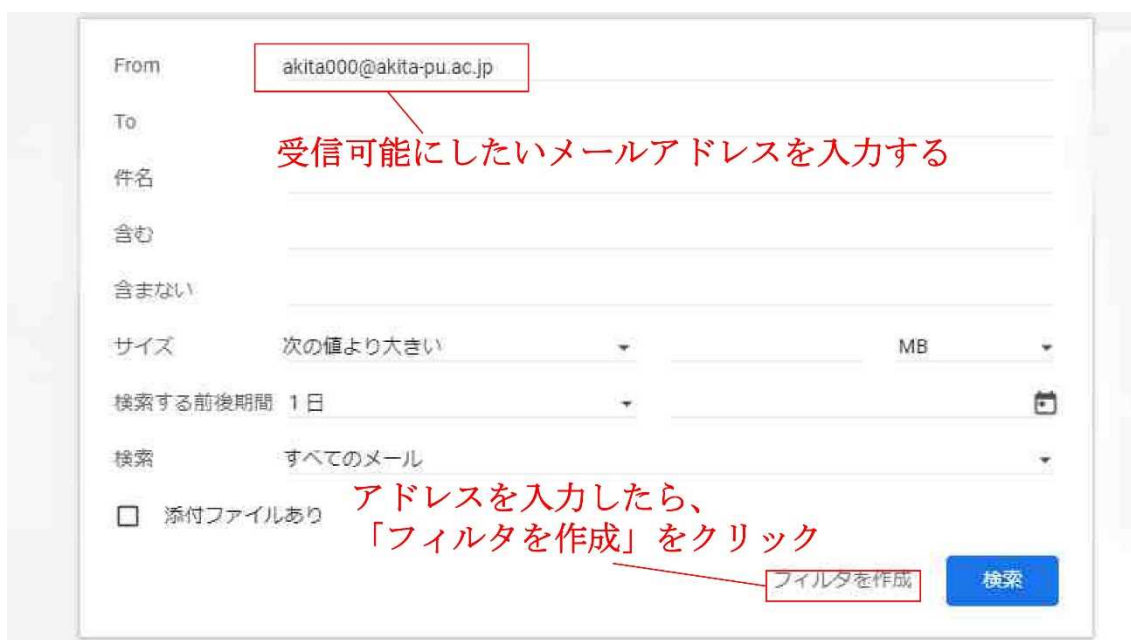 From akita000@akita-pu.ac.jp
To
受信可能にしたいメールアドレスを入力する
件名
含む
含まない
サイズ 次の値より大きい MB
検索する前後期間 1日
検索 すべてのメール
添付ファイルあり
アドレスを入力したら、
「フィルタを作成」をクリック
フィルタを作成 検索